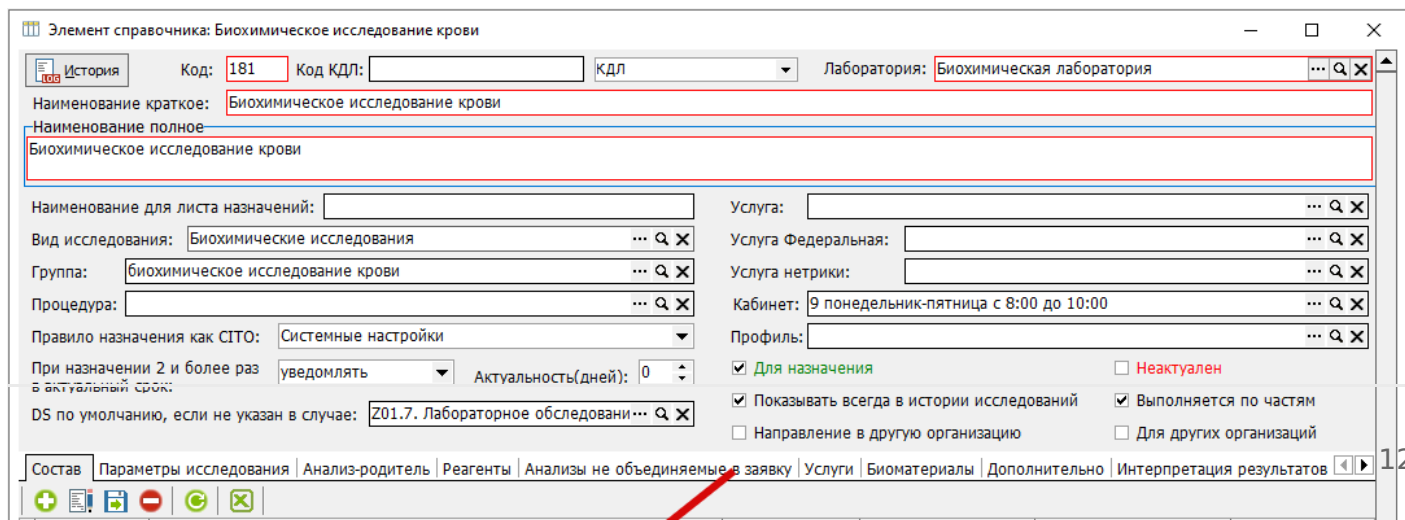 Элемент справочника: Биохимическое исследование крови
LOG История Код: 181 Код КДЛ: КДЛ Лаборатория: Биохимическая лаборатория
Наименование краткое: Биохимическое исследование крови
Наименование полное
Биохимическое исследование крови
Наименование для листа назначений: Услуга:
Вид исследования: Биохимические исследования Услуга Федеральная:
Группа: биохимическое исследование крови Услуга нетрики:
Процедура: Кабинет: 9 понедельник-пятница с 8:00 до 10:00
Правило назначения как CITO: Системные настройки Профиль:
При назначении 2 и более раз уведомлять Актуальность(дней): 0 Для назначения Неактуален
в актуальный срок:
DS по умолчанию, если не указан в случае: Z01.7. Лабораторное обследовани Показывать всегда в истории исследований Выполняется по частям
Направление в другую организацию Для других организаций
Состав Параметры исследования Анализ-родитель Реагенты Анализы не объединяемые в заявку Услуги Биоматериалы Дополнительно Интерпретация результатов 12